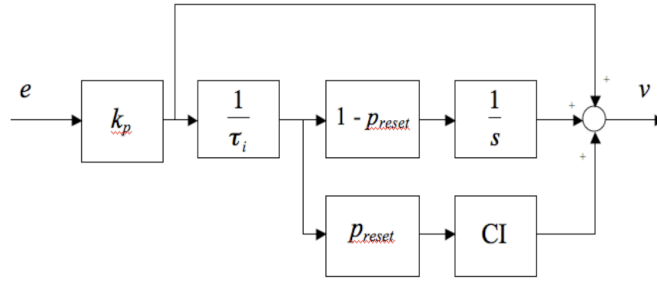 e
k_p
1
τ_i
1 - p_reset
1
s
+
+
+
v
p_reset
CI